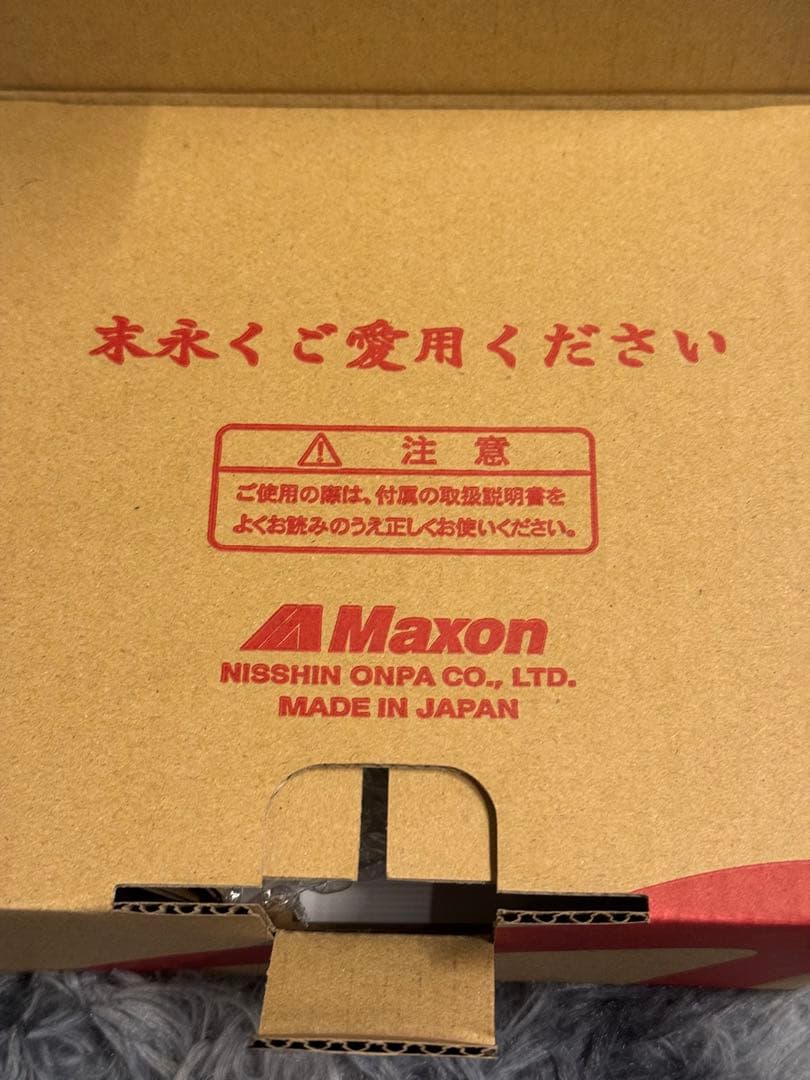 末永くご愛用ください
注 意
ご使用の際は、付属の取扱説明書を
よくお読みのうえ正しくお使いください。
Maxon
NISSHIN ONPA CO., LTD.
MADE IN JAPAN